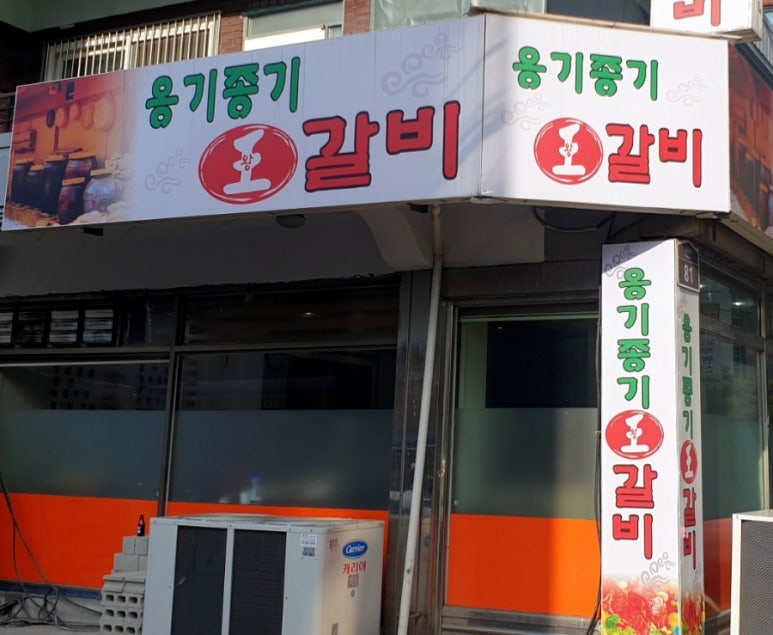 비
옹기종기
왕 갈비
옹기종기
왕 갈비
81
옹기종기 왕 갈비
옹기종기 왕 갈비
Carrier
캐리어